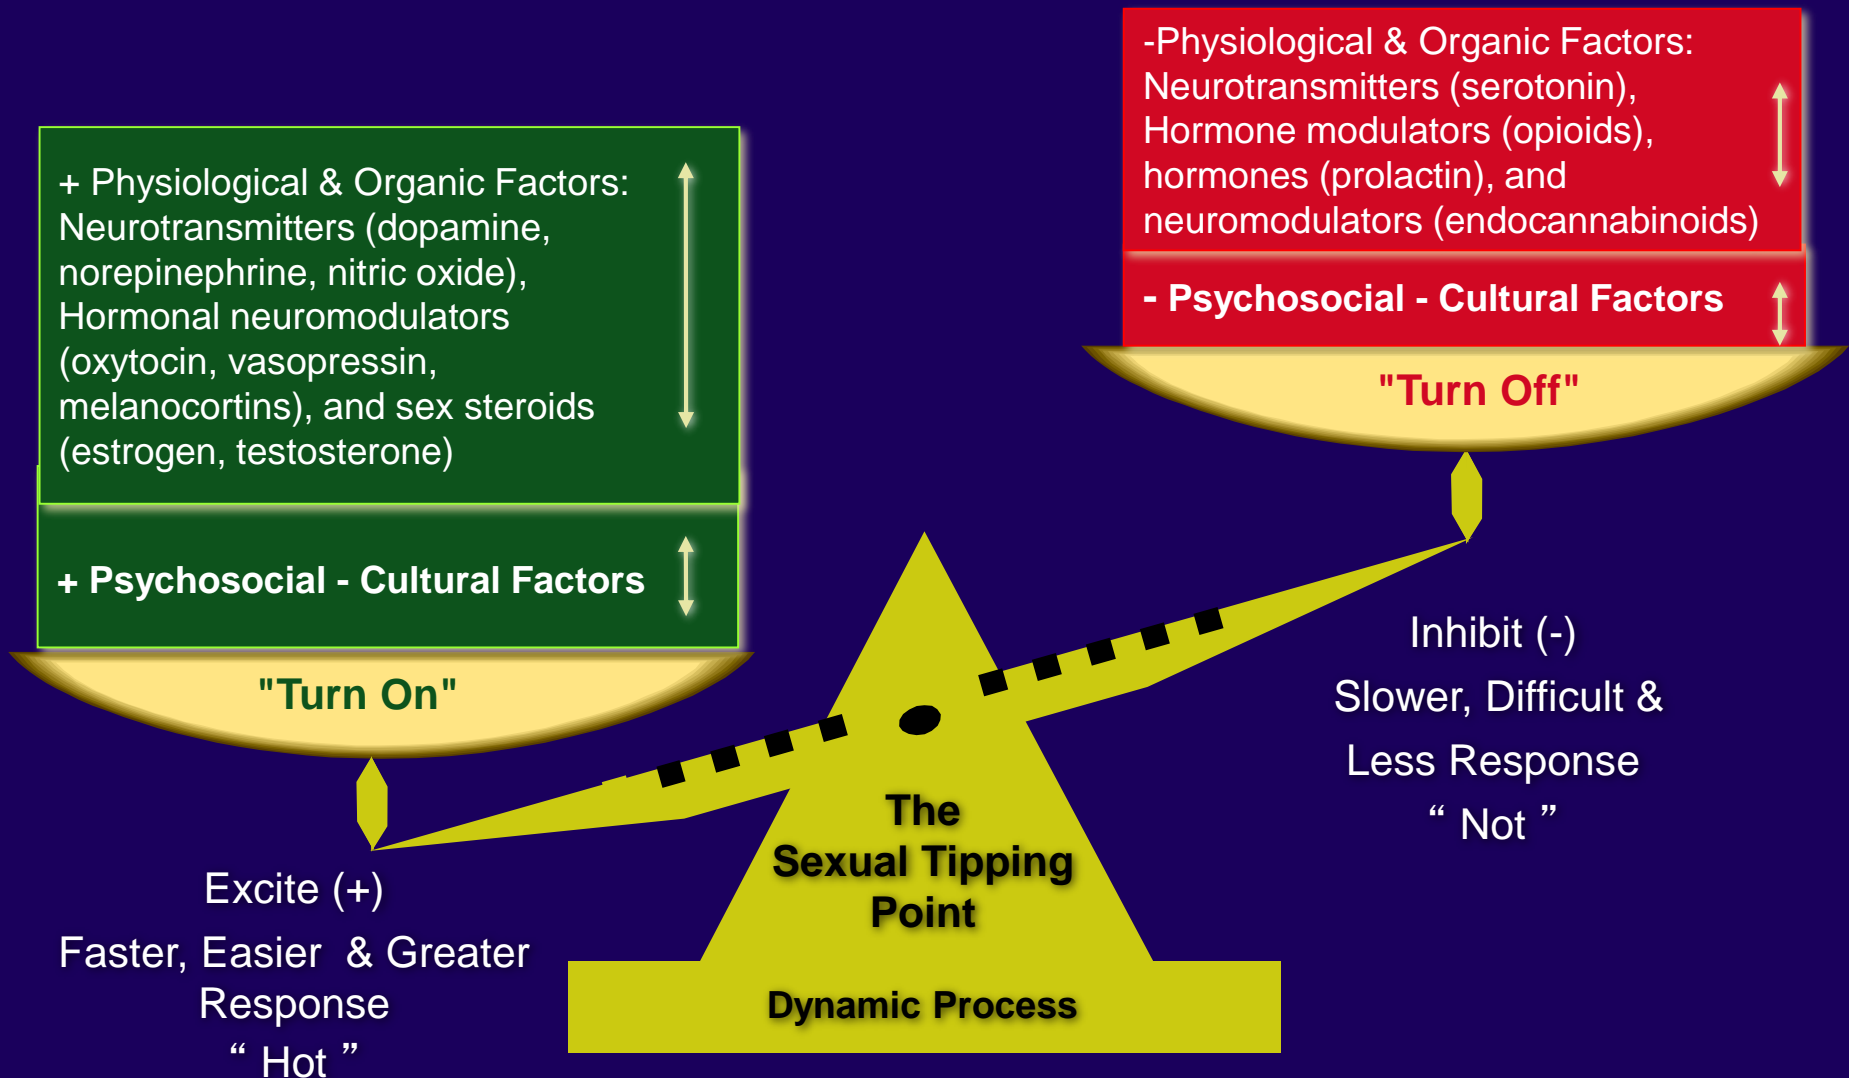 + Physiological & Organic Factors:
Neurotransmitters (dopamine,
norepinephrine, nitric oxide),
Hormonal neuromodulators
(oxytocin, vasopressin,
melanocortins), and sex steroids
(estrogen, testosterone)
+ Psychosocial - Cultural Factors
"Turn On"
Excite (+)
Faster, Easier & Greater
Response
“ Hot ”
-Physiological & Organic Factors:
Neurotransmitters (serotonin),
Hormone modulators (opioids),
hormones (prolactin), and
neuromodulators (endocannabinoids)
- Psychosocial - Cultural Factors
"Turn Off"
Inhibit (-)
Slower, Difficult &
Less Response
“ Not ”
The
Sexual Tipping
Point
Dynamic Process